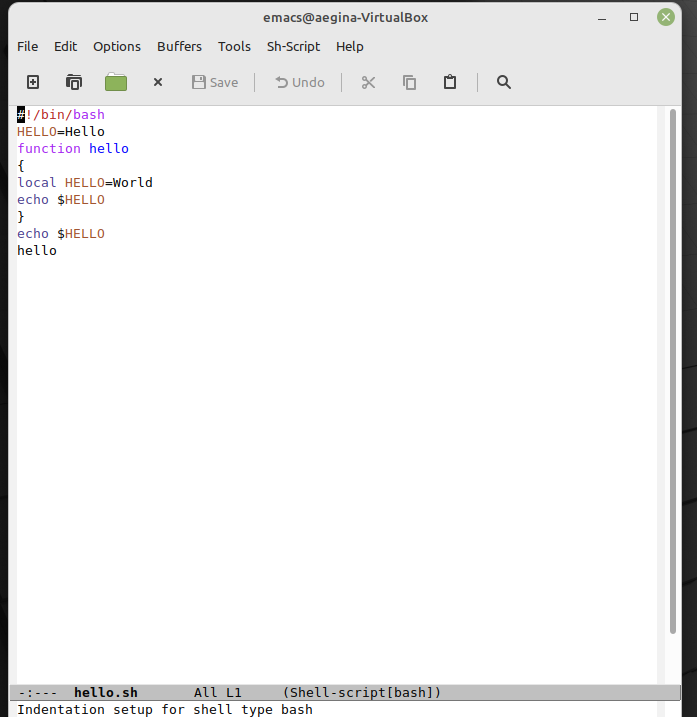 emacs@aegina-VirtualBox
File Edit Options Buffers Tools Sh-Script Help
Save Undo
#!/bin/bash
HELLO=Hello
function hello
{
local HELLO=World
echo $HELLO
}
echo $HELLO
hello
-:--- hello.sh All L1 (Shell-script[bash])
Indentation setup for shell type bash